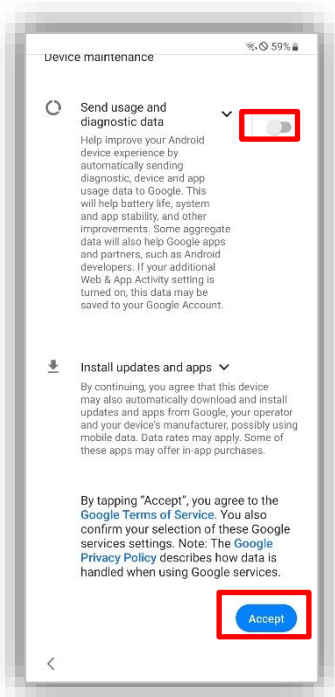 59%
Device maintenance
Send usage and
diagnostic data
Help improve your Android
device experience by
automatically sending
diagnostic, device and app
usage data to Google. This
will help battery life, system
and app stability, and other
improvements. Some aggregate
data will also help Google apps
and partners, such as Android
developers. If your additional
Web & App Activity setting is
turned on, this data may be
saved to your Google Account.
Install updates and apps
By continuing, you agree that this device
may also automatically download and install
updates and apps from Google, your operator
and your device's manufacturer, possibly using
mobile data. Data rates may apply. Some of
these apps may offer in-app purchases.
By tapping "Accept", you agree to the
Google Terms of Service. You also
confirm your selection of these Google
services settings. Note: The Google
Privacy Policy describes how data is
handled when using Google services.
Accept